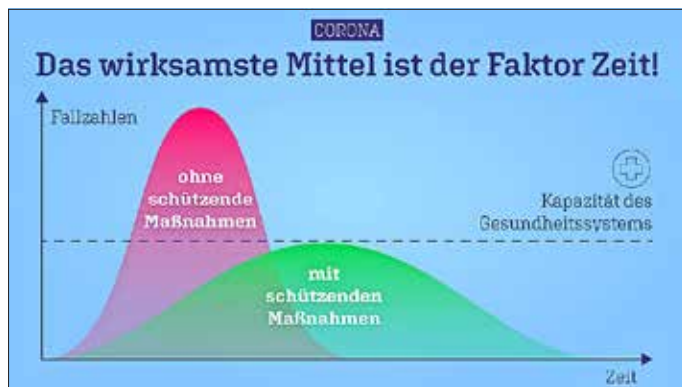 CORONA
Das wirksamste Mittel ist der Faktor Zeit!
Fallzahlen
ohne
schützende
Maßnahmen
Kapazität des
Gesundheitssystems
mit
schützenden
Maßnahmen
Zeit